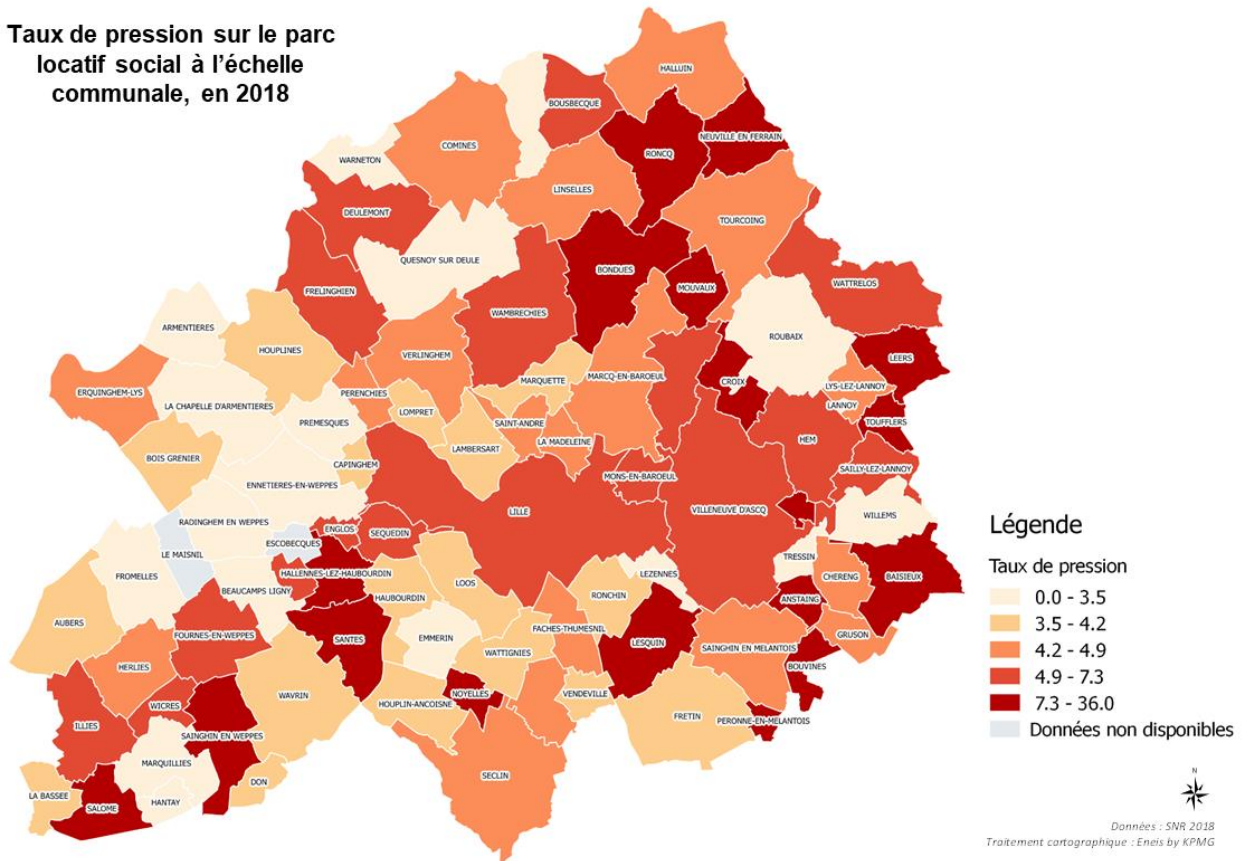 Taux de pression sur le parc
locatif social à l'échelle
communale, en 2018
HALLUIN
BOUSBECQUE
NEUVILLE EN FERRAIN
COMINES
RONCQ
WARNETON
LINSELLES
DEULEMONT
TOURCOING
QUESNOY SUR DEULE
BONDUES
MOUVAUX
WATTRELOS
FRELINGHIEN
WAMBRECHIES
ARMENTIERES
ROUBAIX
HOUPLINES
VERLINGHEM
LEERS
MARQUETTE
MARCQ-EN-BAROEUL
CROIX
LYS-LEZ-LANNOY
ERQUINGHEM-LYS
PERENCHIES
LA CHAPELLE D'ARMENTIERES
LOMPRET
LANNOY
PREMESQUES
SAINT-ANDRE
TOUFFLERS
LA MADELEINE
HEM
LAMBERSART
BOIS GRENIER
CAPINGHEM
SAILLY-LEZ-LANNOY
MONS-EN-BAROEUL
ENNETIERES-EN-WEPPES
LILLE
VILLENEUVE D'ASCQ
WILLEMS
RADINGHEM EN WEPPES
ENGLOS
SEQUEDIN
ESCOBECQUES
LE MAISNIL
TRESSIN
FROMELLES
HALLENNES-LEZ-HAUBOURDIN
LEZENNES
CHERENG
BAISIEUX
LOOS
BEAUCAMPS LIGNY
HAUBOURDIN
RONCHIN
ANSTAING
AUBERS
FACHES-THUMESNIL
FOURNES-EN-WEPPES
SANTES
EMMERIN
LESQUIN
GRUSON
SAINGHIN EN MELANTOIS
WATTIGNIES
HERLIES
BOUVINES
NOYELLES
VENDEVILLE
WAVRIN
HOUPLIN-ANCOISNE
WICRES
FRETIN
PERONNE-EN-MELANTOIS
ILLIES
SAINGHIN EN WEPPES
MARQUILLIES
SECLIN
DON
LA BASSEE
HANTAY
SALOME
Légende
Taux de pression
0.0 - 3.5
3.5 - 4.2
4.2 - 4.9
4.9 - 7.3
7.3 - 36.0
Données non disponibles
N
Données : SNR 2018
Traitement cartographique : Eneis by KPMG